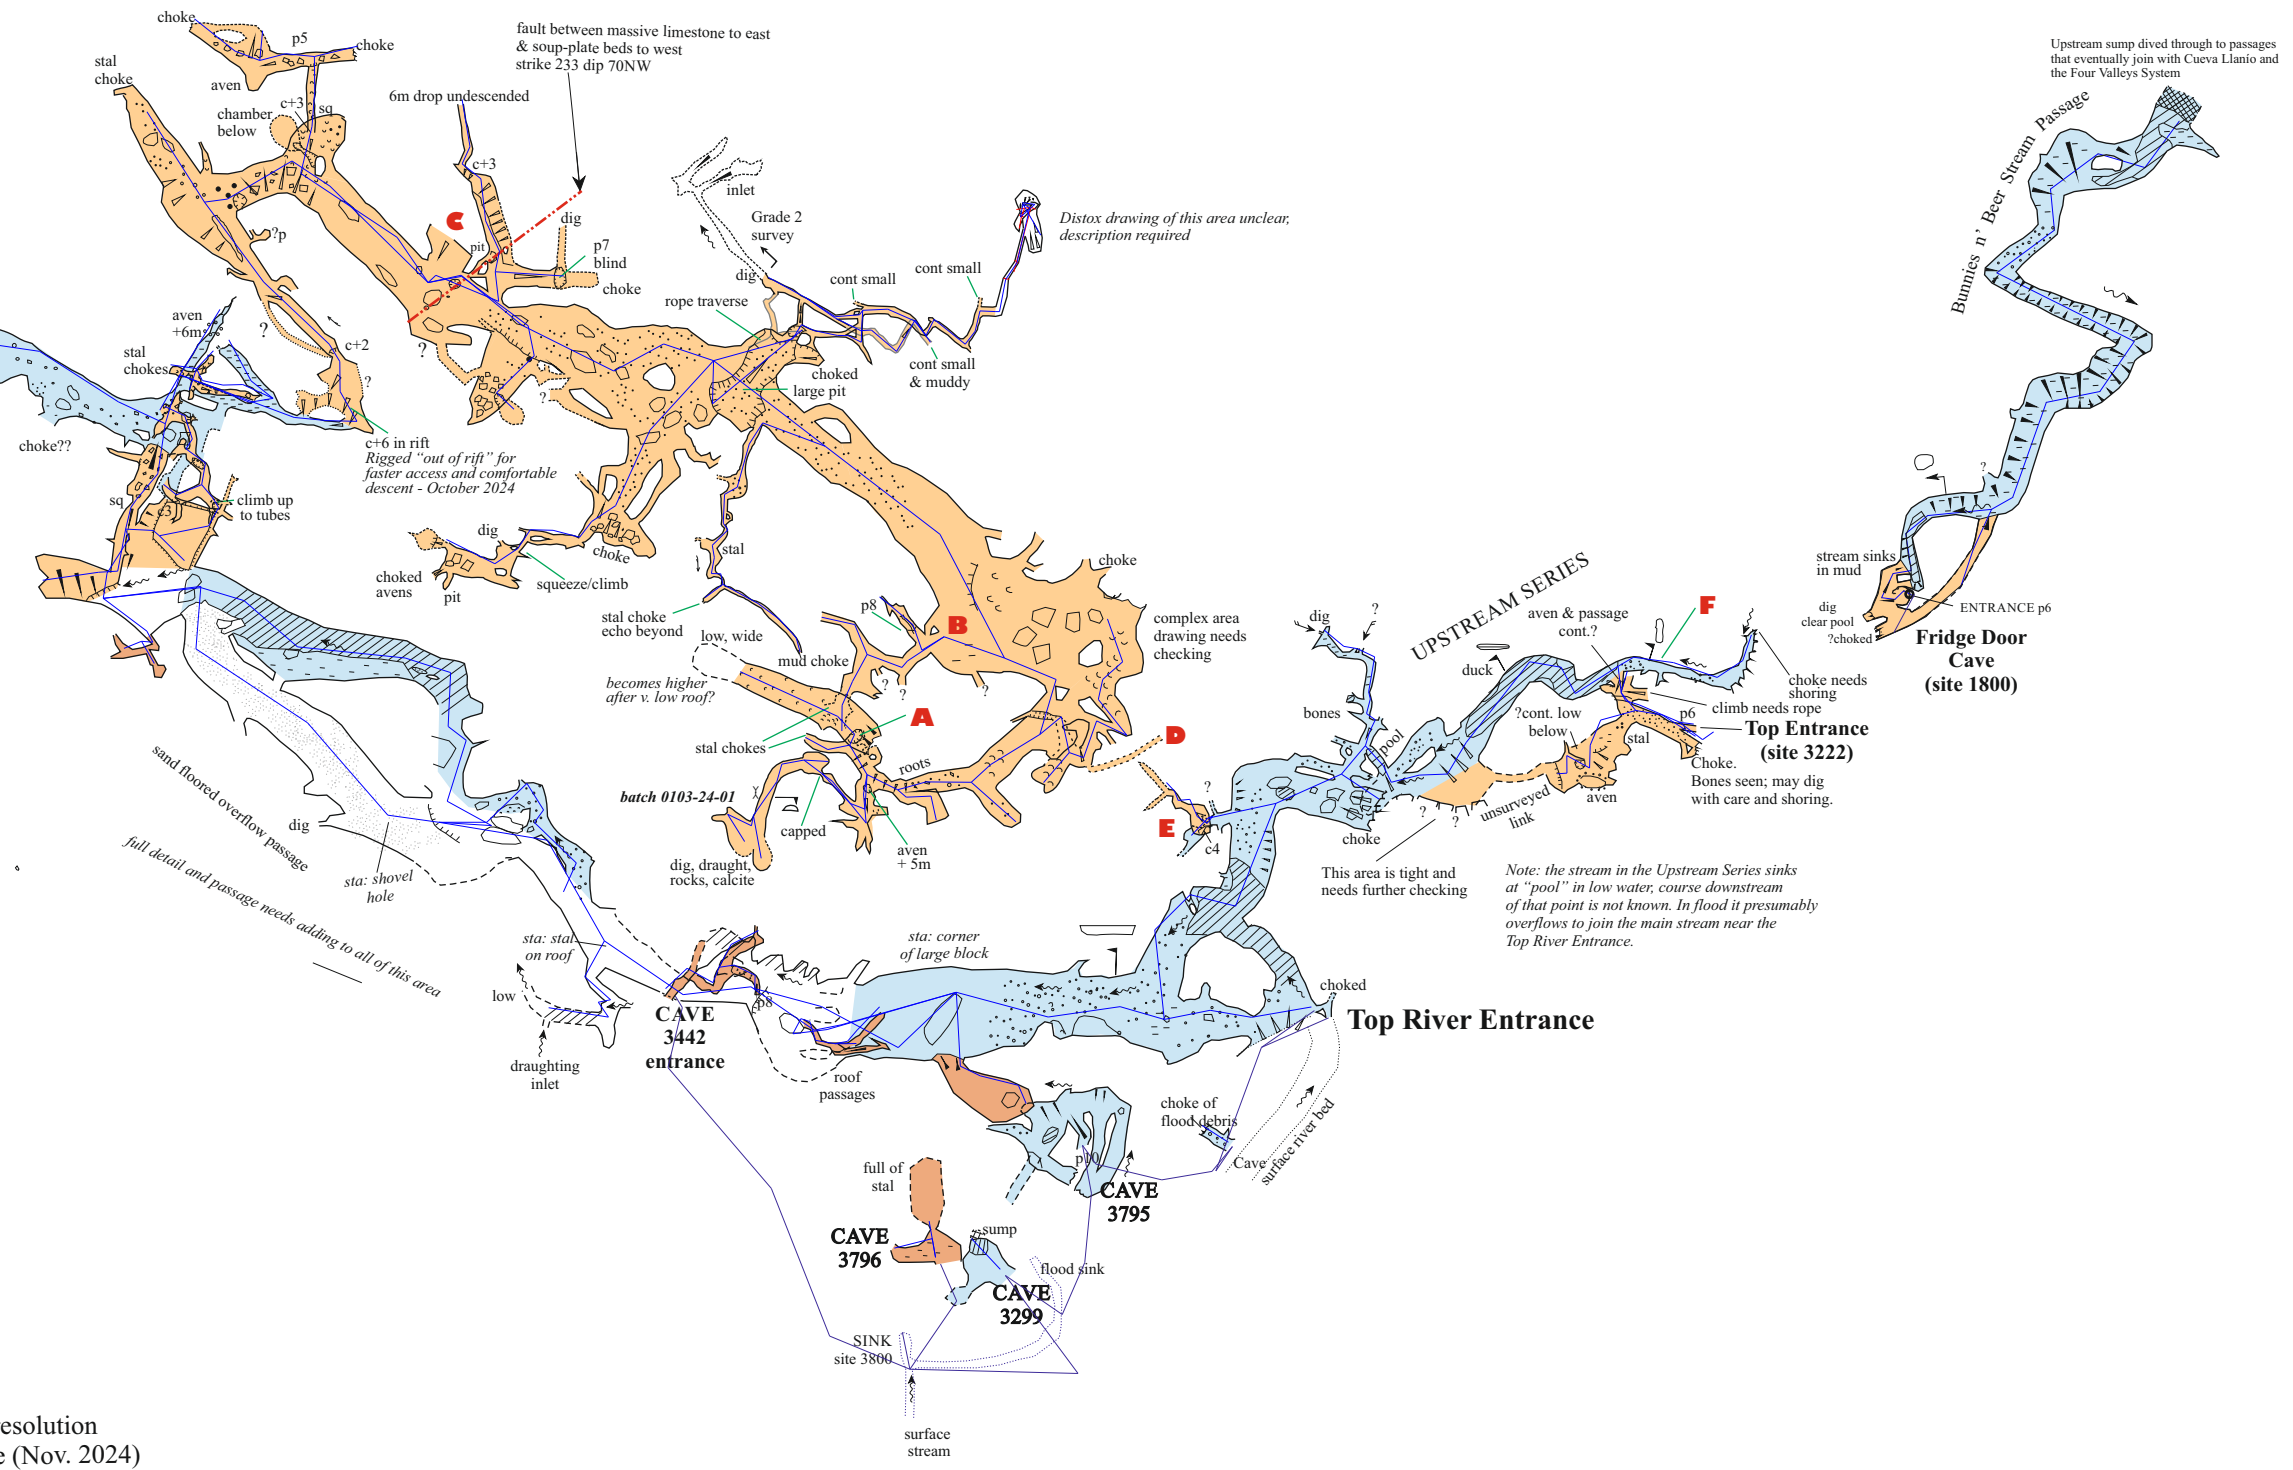 choke
p5
choke
stal
choke
aven
chamber
below
c+3
sq
fault between massive limestone to east
& soup-plate beds to west
strike 233 dip 70NW
6m drop undescended
c+3
C
pit
dig
p7
blind
choke
?p
inlet
Grade 2
survey
dig
rope traverse
cont small
cont small
cont small
& muddy
Distox drawing of this area unclear,
description required
choked
large pit
aven
+6m
stal
chokes
?
c+2
?
?
?
choke??
c+6 in rift
Rigged “out of rift” for
faster access and comfortable
descent - October 2024
sq
c3
climb up
to tubes
dig
choke
squeeze/climb
choked
avens
pit
stal
stal choke
echo beyond
low, wide
mud choke
becomes higher
after v. low roof?
p8
B
?
?
?
A
stal chokes
roots
batch 0103-24-01
capped
aven
+ 5m
dig, draught,
rocks, calcite
choke
complex area
drawing needs
checking
D
E
?
c4
Upstream sump dived through to passages
that eventually join with Cueva Llanío and
the Four Valleys System
Bunnies n' Beer Stream Passage
?
stream sinks
in mud
dig
clear pool
?choked
ENTRANCE p6
Fridge Door
Cave
(site 1800)
UPSTREAM SERIES
dig
?
aven & passage
cont.?
F
duck
choke needs
shoring
climb needs rope
bones
pool
?cont. low
below
stal
p6
Top Entrance
(site 3222)
Choke.
Bones seen; may dig
with care and shoring.
aven
unsurveyed
link
?
?
choke
This area is tight and
needs further checking
Note: the stream in the Upstream Series sinks
at “pool” in low water, course downstream
of that point is not known. In flood it presumably
overflows to join the main stream near the
Top River Entrance.
sand floored overflow passage
dig
full detail and passage needs adding to all of this area
sta: shovel
hole
sta: stal
on roof
low
draughting
inlet
CAVE
3442
entrance
p8
sta: corner
of large block
roof
passages
choked
Top River Entrance
choke of
flood debris
Cave
surface river bed
p10
CAVE
3795
full of
stal
CAVE
3796
sump
flood sink
CAVE
3299
SINK
site 3800
surface
stream
esolution
e (Nov. 2024)